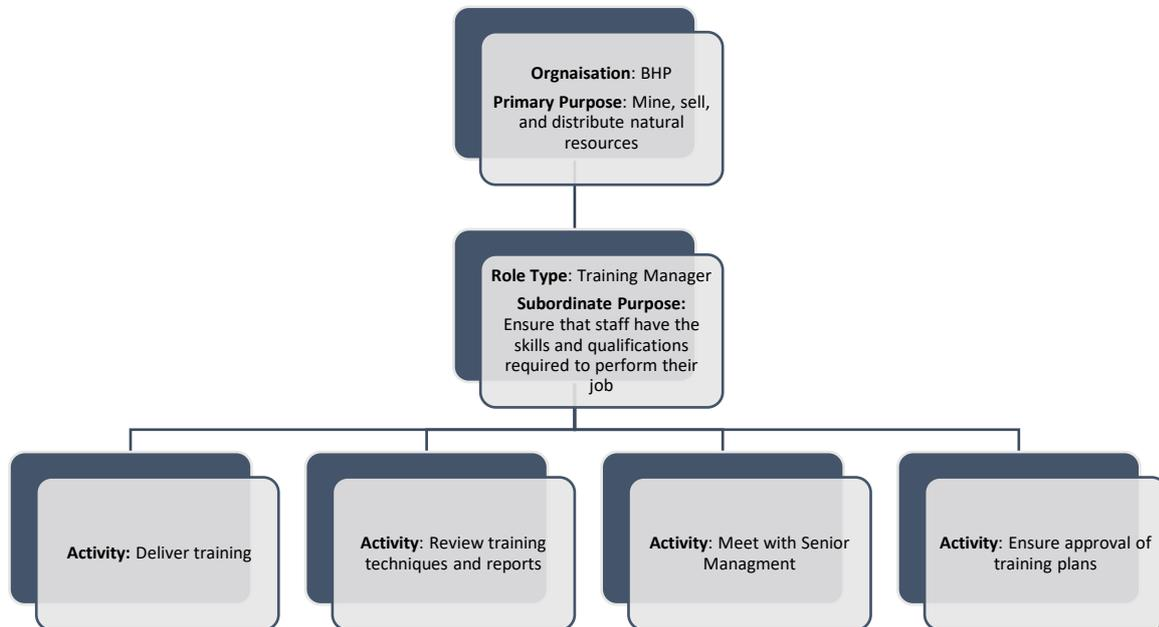 Orgnaisation: BHP
Primary Purpose: Mine, sell,
and distribute natural
resources
Role Type: Training Manager
Subordinate Purpose:
Ensure that staff have the
skills and qualifications
required to perform their
job
Activity: Deliver training
Activity: Review training
techniques and reports
Activity: Meet with Senior
Managment
Activity: Ensure approval of
training plans